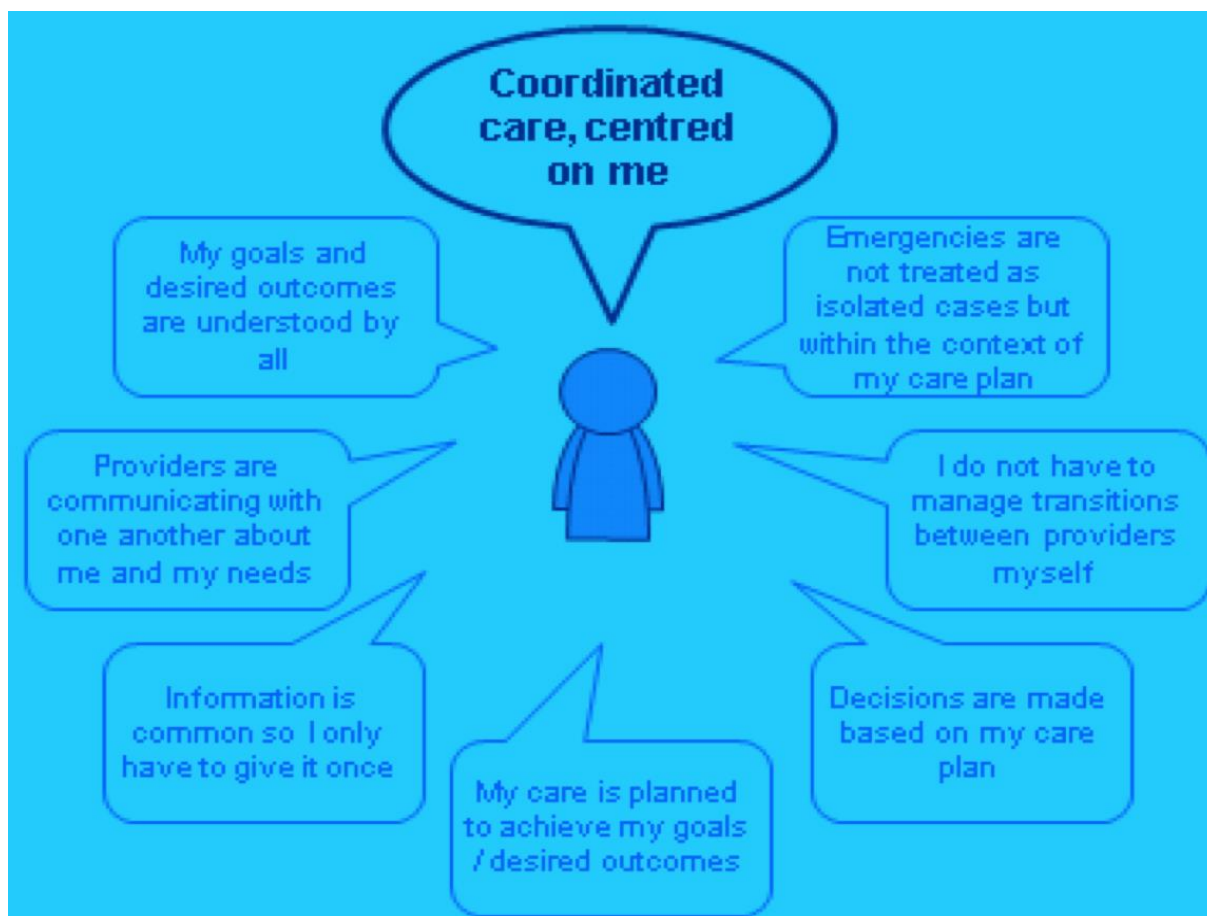 Coordinated
care, centred
on me
My goals and
desired outcomes
are understood by
all
Emergencies are
not treated as
isolated cases but
within the context of
my care plan
Providers are
communicating with
one another about
me and my needs
I do not have to
manage transitions
between providers
myself
Information is
common so I only
have to give it once
My care is planned
to achieve my goals
/ desired outcomes
Decisions are made
based on my care
plan